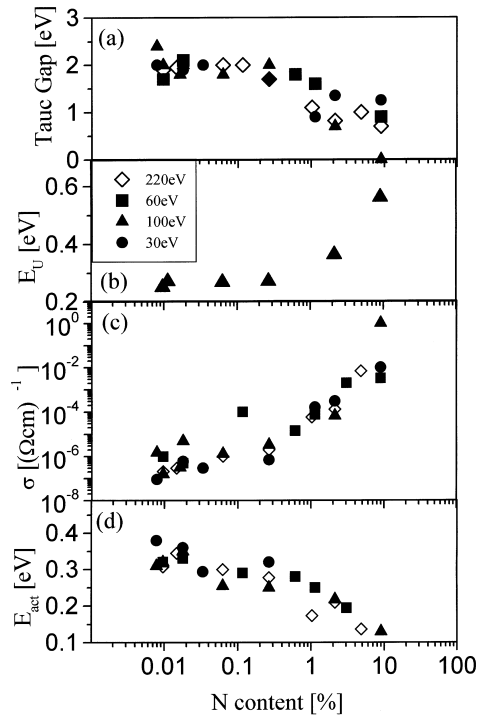 (a)
Tauc Gap [eV]
3
2
1
0
220eV
60eV
100eV
30eV
(b)
E_U [eV]
0.6
0.4
0.2
(c)
σ [(Ωcm)⁻¹]
10⁰
10⁻²
10⁻⁴
10⁻⁶
10⁻⁸
(d)
E_act [eV]
0.4
0.3
0.2
0.1
0.01 0.1 1 10 100
N content [%]